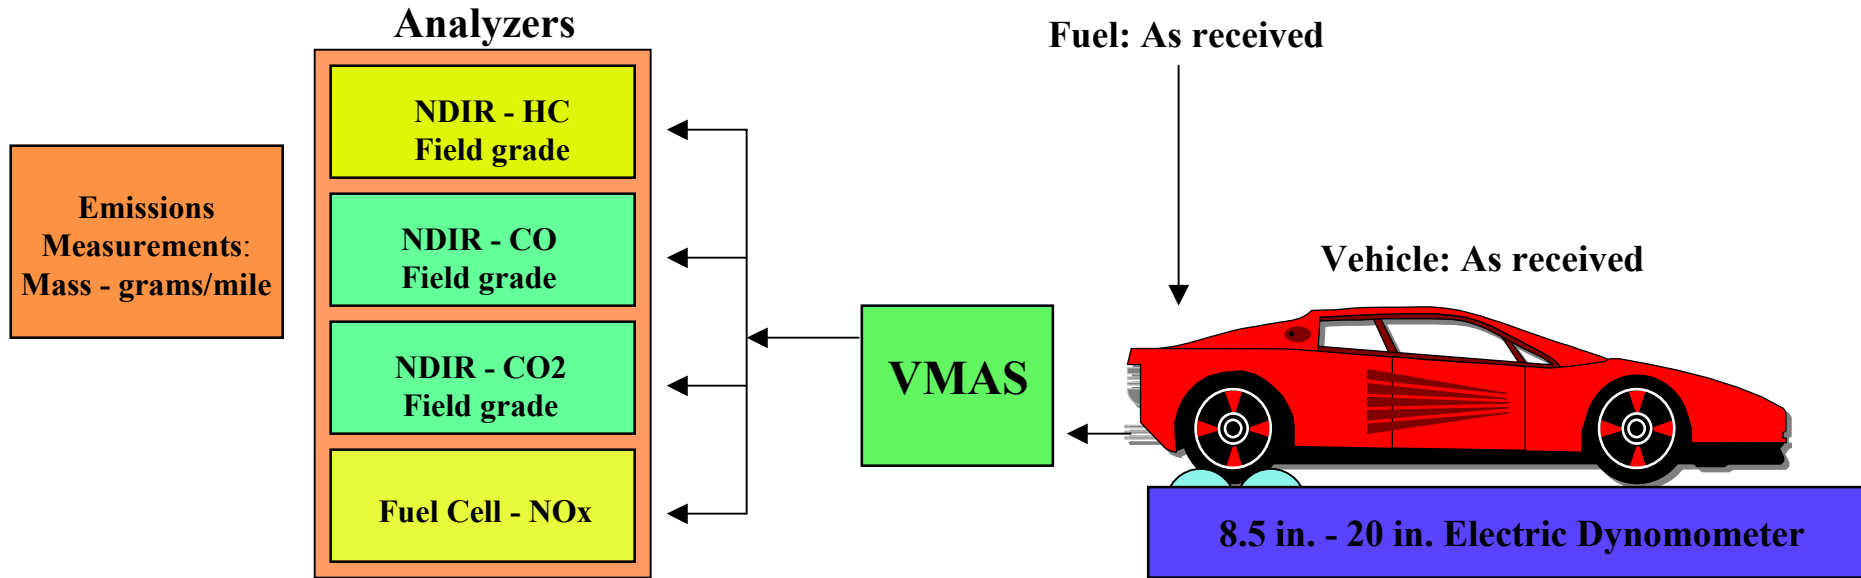 Analyzers
Fuel: As received
NDIR - HC
Field grade
Emissions
Measurements:
Mass - grams/mile
NDIR - CO
Field grade
Vehicle: As received
NDIR - CO2
Field grade
VMAS
Fuel Cell - NOx
8.5 in. - 20 in. Electric Dynomometer